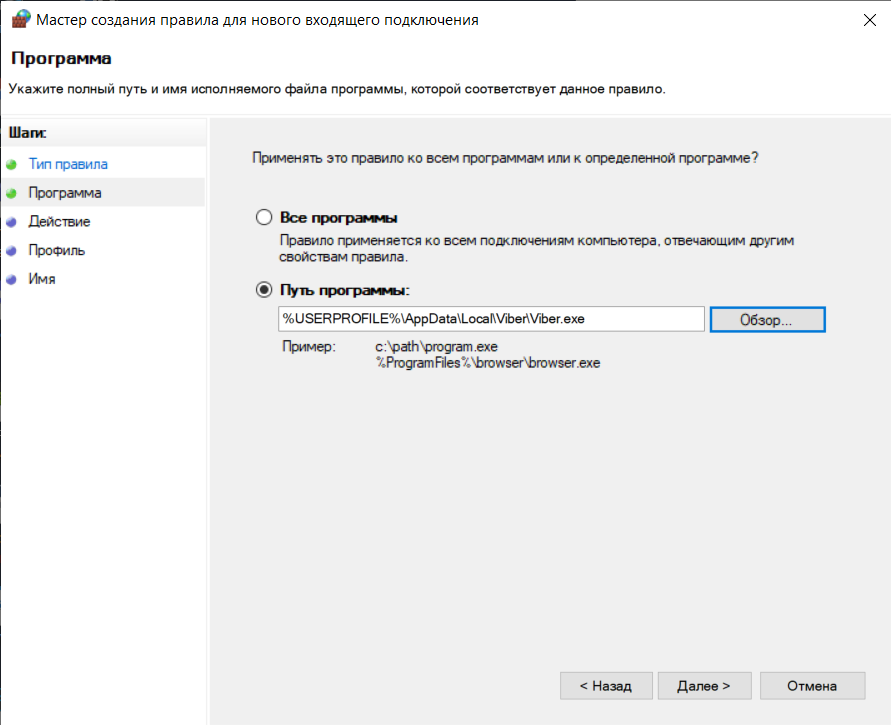 Мастер создания правила для нового входящего подключения
Программа
Укажите полный путь и имя исполняемого файла программы, которой соответствует данное правило.
Шаги:
Тип правила
Программа
Действие
Профиль
Имя
Применять это правило ко всем программам или к определенной программе?
Все программы
Правило применяется ко всем подключениям компьютера, отвечающим другим
свойствам правила.
Путь программы:
%USERPROFILE%\AppData\Local\Viber\Viber.exe
Обзор...
Пример:
c:\path\program.exe
%ProgramFiles%\browser\browser.exe
< Назад
Далее >
Отмена